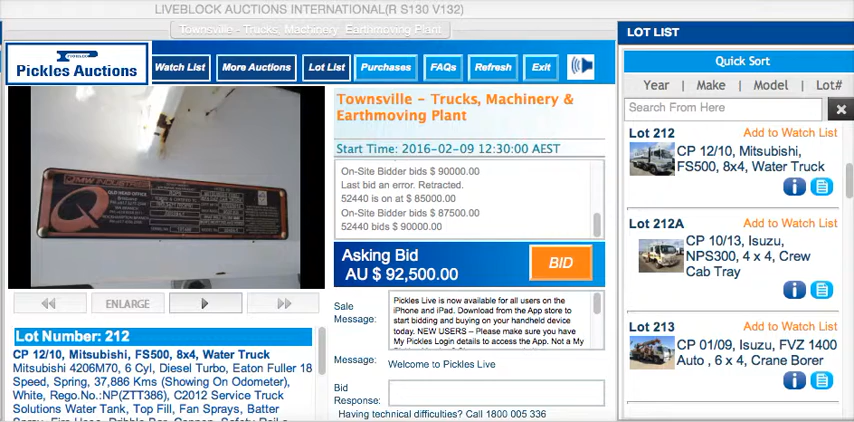 LIVEBLOCK AUCTIONS INTERNATIONAL(R S130 V132)
Townsville - Trucks, Machinery Earthmoving Plant
PICKLES
Pickles Auctions
Watch List
More Auctions
Lot List
Purchases
FAQs
Refresh
Exit
Townsville - Trucks, Machinery &
Earthmoving Plant
Start Time: 2016-02-09 12:30:00 AEST
On-Site Bidder bids $ 90000.00
Last bid an error. Retracted.
52440 is on at $ 85000.00
On-Site Bidder bids $ 87500.00
52440 bids $ 90000.00
Asking Bid
AU $ 92,500.00
BID
QMW INDUSTRIES
QLD HEAD OFFICE
ENLARGE
Sale
Message:
Pickles Live is now available for all users on the
iPhone and iPad. Download from the App store to
start bidding and buying on your handheld device
today. NEW USERS – Please make sure you have
My Pickles Login details to access the App. Not a My
Message:
Welcome to Pickles Live
Bid
Response:
Having technical difficulties? Call 1800 005 336
Lot Number: 212
CP 12/10, Mitsubishi, FS500, 8x4, Water Truck
Mitsubishi 4206M70, 6 Cyl, Diesel Turbo, Eaton Fuller 18
Speed, Spring, 37,886 Kms (Showing On Odometer),
White, Rego.No.:NP(ZTT386), C2012 Service Truck
Solutions Water Tank, Top Fill, Fan Sprays, Batter
LOT LIST
Quick Sort
Year | Make | Model | Lot#
Search From Here
Lot 212
Add to Watch List
CP 12/10, Mitsubishi,
FS500, 8x4, Water Truck
Lot 212A
Add to Watch List
CP 10/13, Isuzu,
NPS300, 4 x 4, Crew
Cab Tray
Lot 213
Add to Watch List
CP 01/09, Isuzu, FVZ 1400
Auto , 6 x 4, Crane Borer